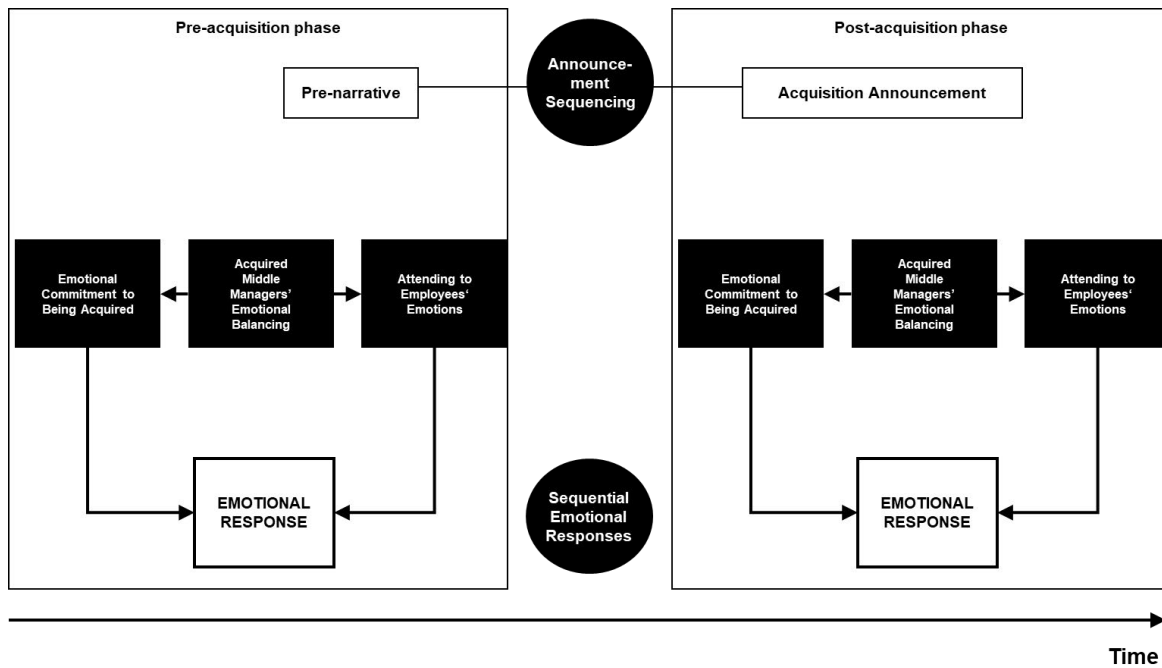 Pre-acquisition phase
Post-acquisition phase
Pre-narrative
Announce-
ment
Sequencing
Acquisition Announcement
Emotional
Commitment to
Being Acquired
Acquired
Middle
Managers’
Emotional
Balancing
Attending to
Employees‘
Emotions
Emotional
Commitment to
Being Acquired
Acquired
Middle
Managers’
Emotional
Balancing
Attending to
Employees‘
Emotions
EMOTIONAL
RESPONSE
Sequential
Emotional
Responses
EMOTIONAL
RESPONSE
Time